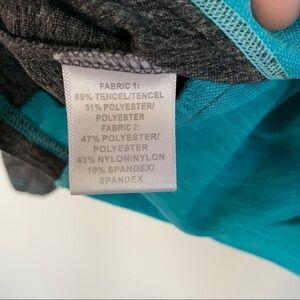 FABRIC 1:
69% TENCEL/TENCEL
31% POLYESTER/
POLYESTER
FABRIC 2:
47% POLYESTER/
POLYESTER
43% NYLON/NYLON
10% SPANDEX/
SPANDEX